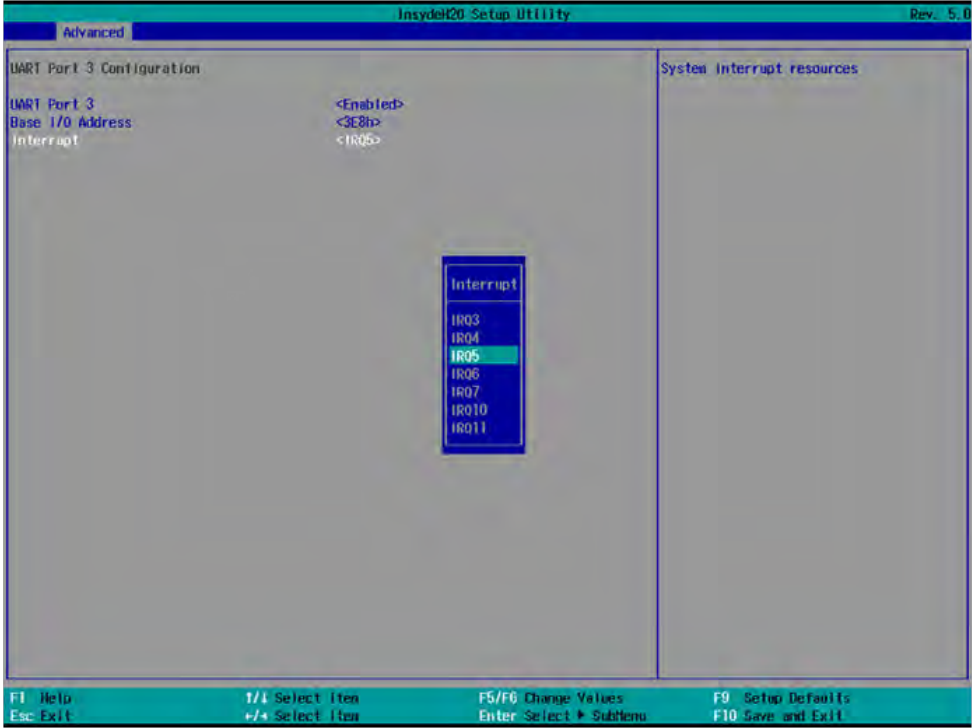 InsydeH20 Setup Utility Rev. 5.0
Advanced
UART Port 3 Configuration
System interrupt resources
UART Port 3 <Enabled>
Base I/O Address <3E8h>
Interrupt <IRQ5>
Interrupt
IRQ3
IRQ4
IRQ5
IRQ6
IRQ7
IRQ10
IRQ11
F1 Help ↑/↓ Select Item F5/F6 Change Values F9 Setup Defaults
Esc Exit ←/→ Select Item Enter Select ▶ SubMenu F10 Save and Exit